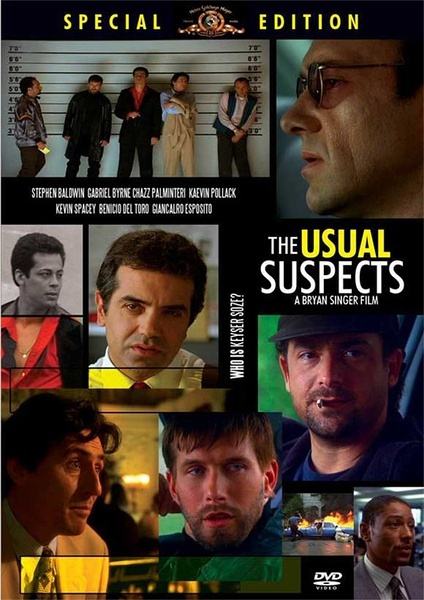 SPECIAL EDITION
STEPHEN BALDWIN GABRIEL BYRNE CHAZZ PALMINTERI KAEVIN POLLACK
KEVIN SPACEY BENICIO DEL TORO GIANCALRO ESPOSITO
THE USUAL
SUSPECTS
A BRYAN SINGER FILM
WHO IS KEYSER SOZE?
DVD
VIDEO